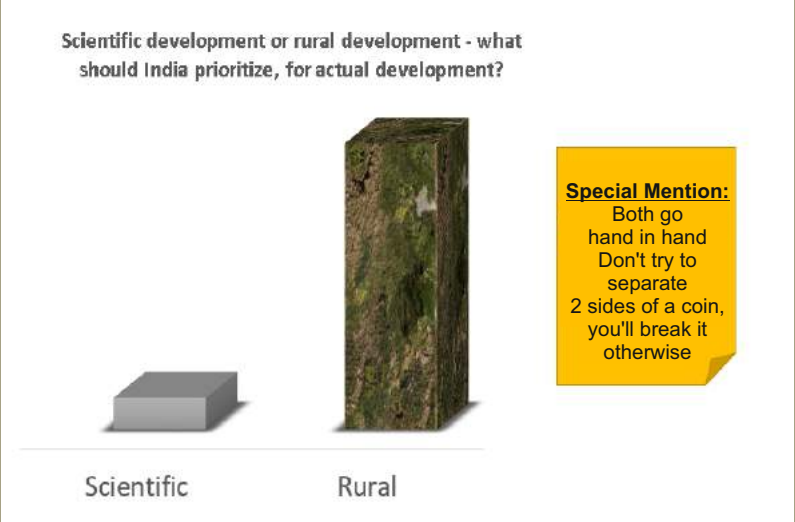 Scientific development or rural development - what
should India prioritize, for actual development?
Special Mention:
Both go
hand in hand
Don't try to
separate
2 sides of a coin,
you'll break it
otherwise
Scientific
Rural